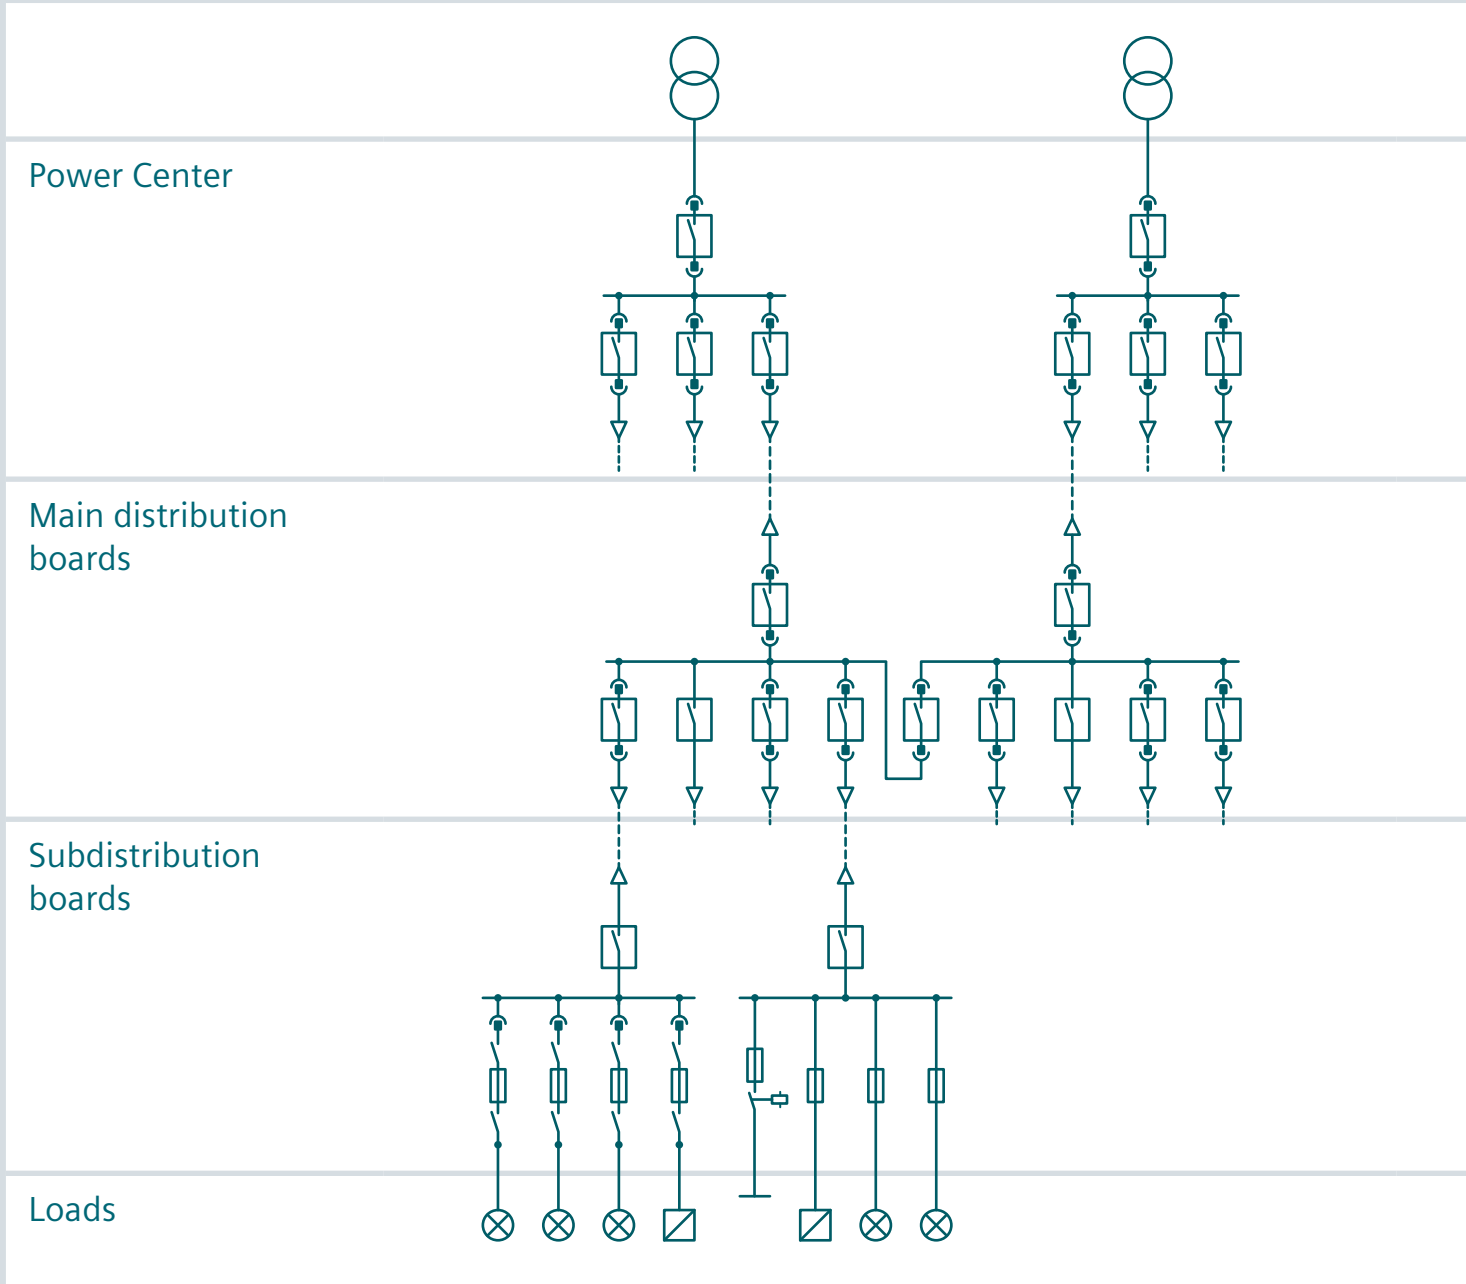 Power Center
Main distribution
boards
Subdistribution
boards
Loads